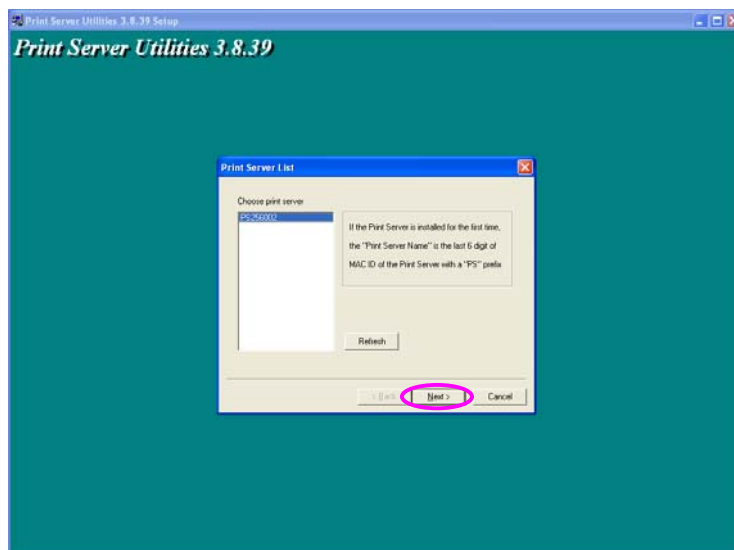 Print Server Utilities 3.8.39 Setup
Print Server Utilities 3.8.39
Print Server List
Choose print server
PS256002
If the Print Server is installed for the first time,
the "Print Server Name" is the last 6 digit of
MAC ID of the Print Server with a "PS" prefix
Refresh
< Back
Next >
Cancel